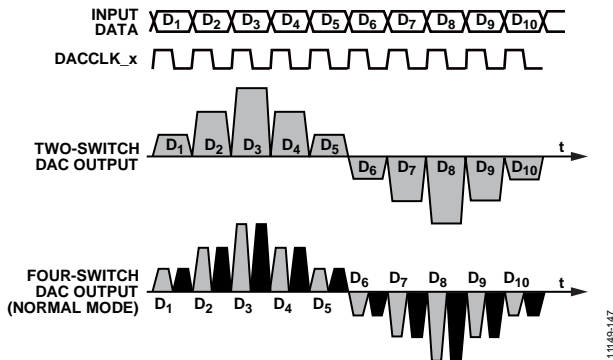 INPUT
DATA
D1 D2 D3 D4 D5 D6 D7 D8 D9 D10
DACCLK_x
TWO-SWITCH
DAC OUTPUT
D1 D2 D3 D4 D5
t
D6 D7 D8 D9 D10
FOUR-SWITCH
DAC OUTPUT
(NORMAL MODE)
D6 D7 D8 D9 D10
t
D1 D2 D3 D4 D5
11149-147